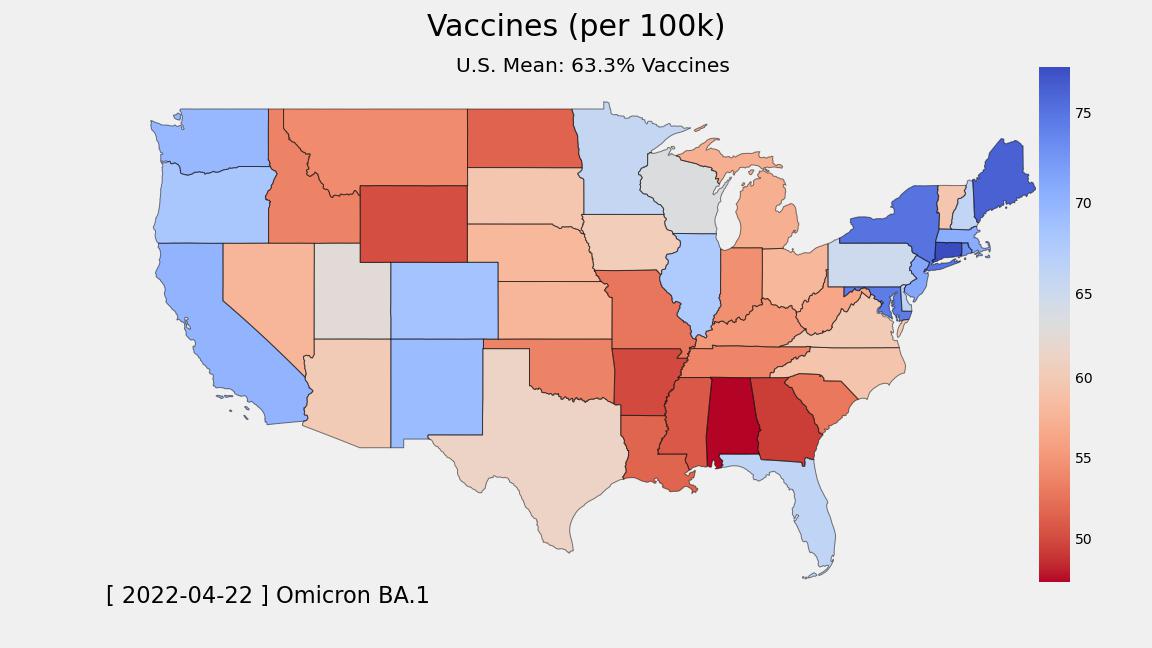 Vaccines (per 100k)
U.S. Mean: 63.3% Vaccines
75
70
65
60
55
50
[ 2022-04-22 ] Omicron BA.1